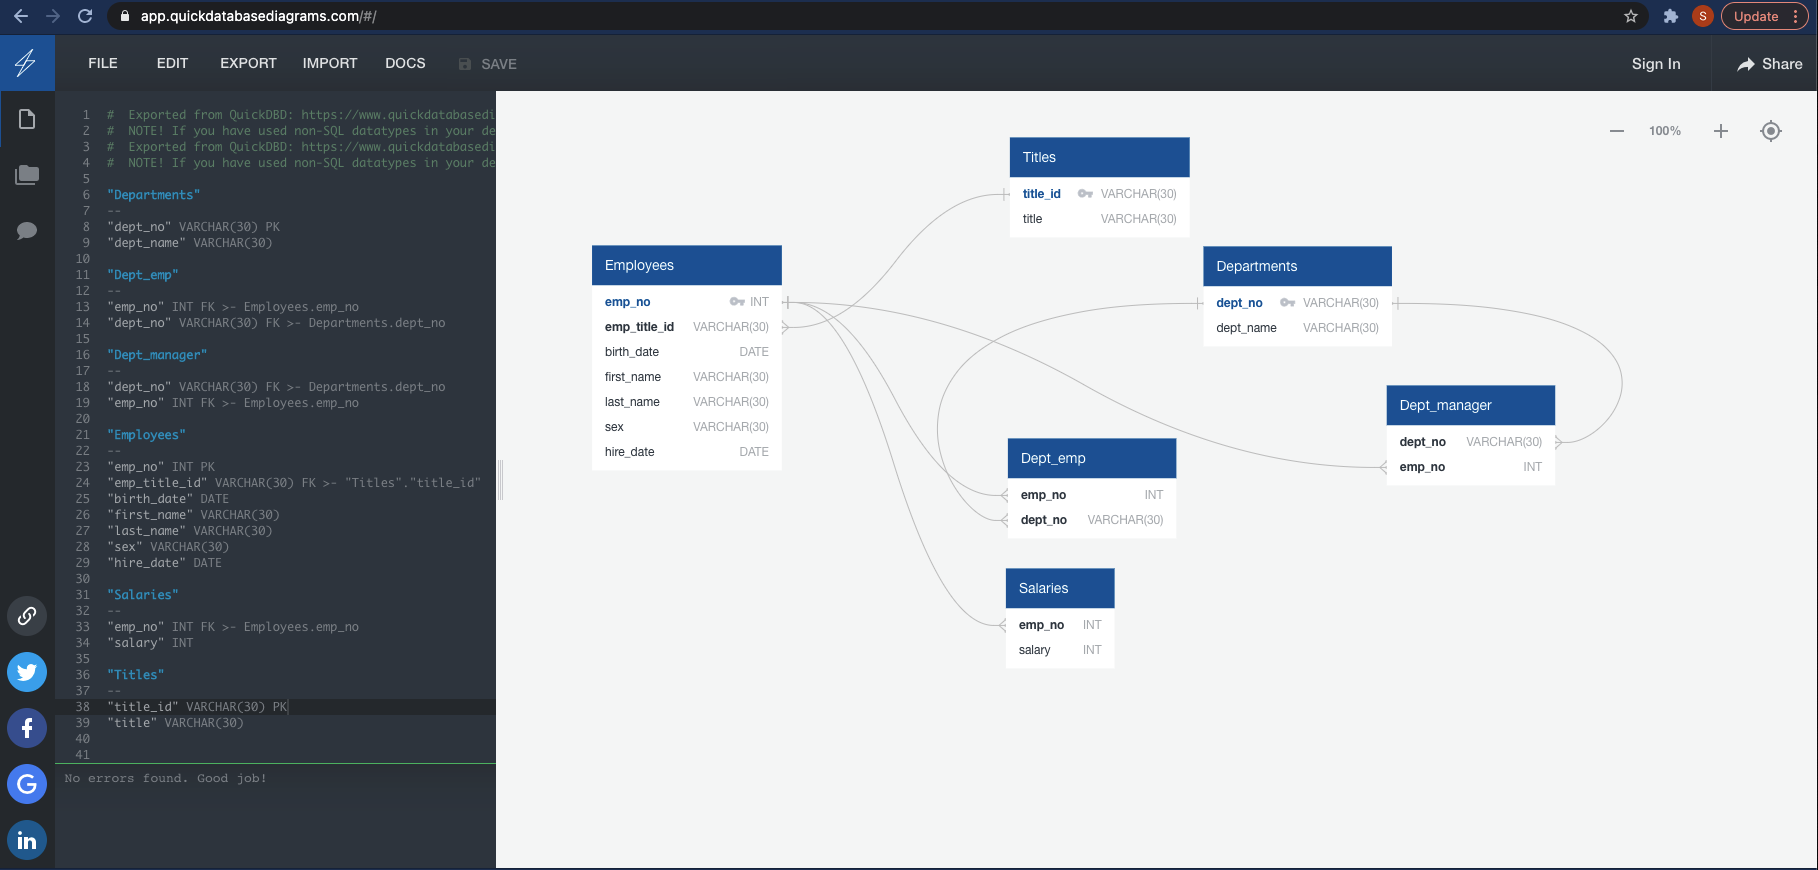 app.quickdatabasediagrams.com/#/
S
Update
FILE
EDIT
EXPORT
IMPORT
DOCS
SAVE
Sign In
Share
1 #  Exported from QuickDBD: https://www.quickdatabasedi
2 #  NOTE! If you have used non-SQL datatypes in your de
3 #  Exported from QuickDBD: https://www.quickdatabasedi
4 #  NOTE! If you have used non-SQL datatypes in your de
5
6 "Departments"
7 --
8 "dept_no" VARCHAR(30) PK
9 "dept_name" VARCHAR(30)
10
11 "Dept_emp"
12 --
13 "emp_no" INT FK >- Employees.emp_no
14 "dept_no" VARCHAR(30) FK >- Departments.dept_no
15
16 "Dept_manager"
17 --
18 "dept_no" VARCHAR(30) FK >- Departments.dept_no
19 "emp_no" INT FK >- Employees.emp_no
20
21 "Employees"
22 --
23 "emp_no" INT PK
24 "emp_title_id" VARCHAR(30) FK >- "Titles"."title_id"
25 "birth_date" DATE
26 "first_name" VARCHAR(30)
27 "last_name" VARCHAR(30)
28 "sex" VARCHAR(30)
29 "hire_date" DATE
30
31 "Salaries"
32 --
33 "emp_no" INT FK >- Employees.emp_no
34 "salary" INT
35
36 "Titles"
37 --
38 "title_id" VARCHAR(30) PK
39 "title" VARCHAR(30)
40
41
No errors found. Good job!
100%
Titles
title_id VARCHAR(30)
title VARCHAR(30)
Employees
emp_no INT
emp_title_id VARCHAR(30)
birth_date DATE
first_name VARCHAR(30)
last_name VARCHAR(30)
sex VARCHAR(30)
hire_date DATE
Departments
dept_no VARCHAR(30)
dept_name VARCHAR(30)
Dept_manager
dept_no VARCHAR(30)
emp_no INT
Dept_emp
emp_no INT
dept_no VARCHAR(30)
Salaries
emp_no INT
salary INT
f
G
in